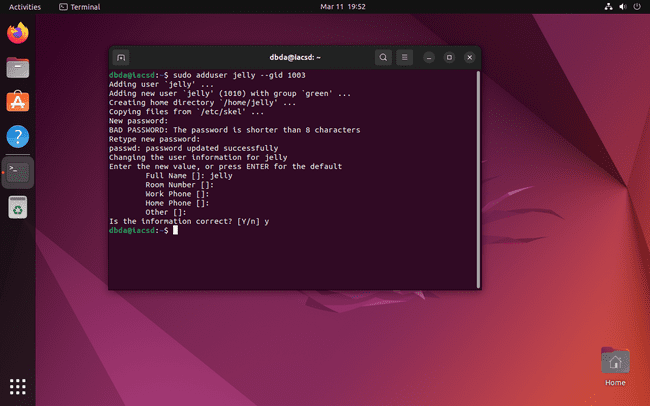 Activities
Terminal
Mar 11 19:52
dbda@iacsd: ~
dbda@iacsd:~$ sudo adduser jelly --gid 1003
Adding user `jelly' ...
Adding new user `jelly' (1010) with group `green' ...
Creating home directory `/home/jelly' ...
Copying files from `/etc/skel' ...
New password:
BAD PASSWORD: The password is shorter than 8 characters
Retype new password:
passwd: password updated successfully
Changing the user information for jelly
Enter the new value, or press ENTER for the default
Full Name []: jelly
Room Number []:
Work Phone []:
Home Phone []:
Other []:
Is the information correct? [Y/n] y
dbda@iacsd:~$
Home